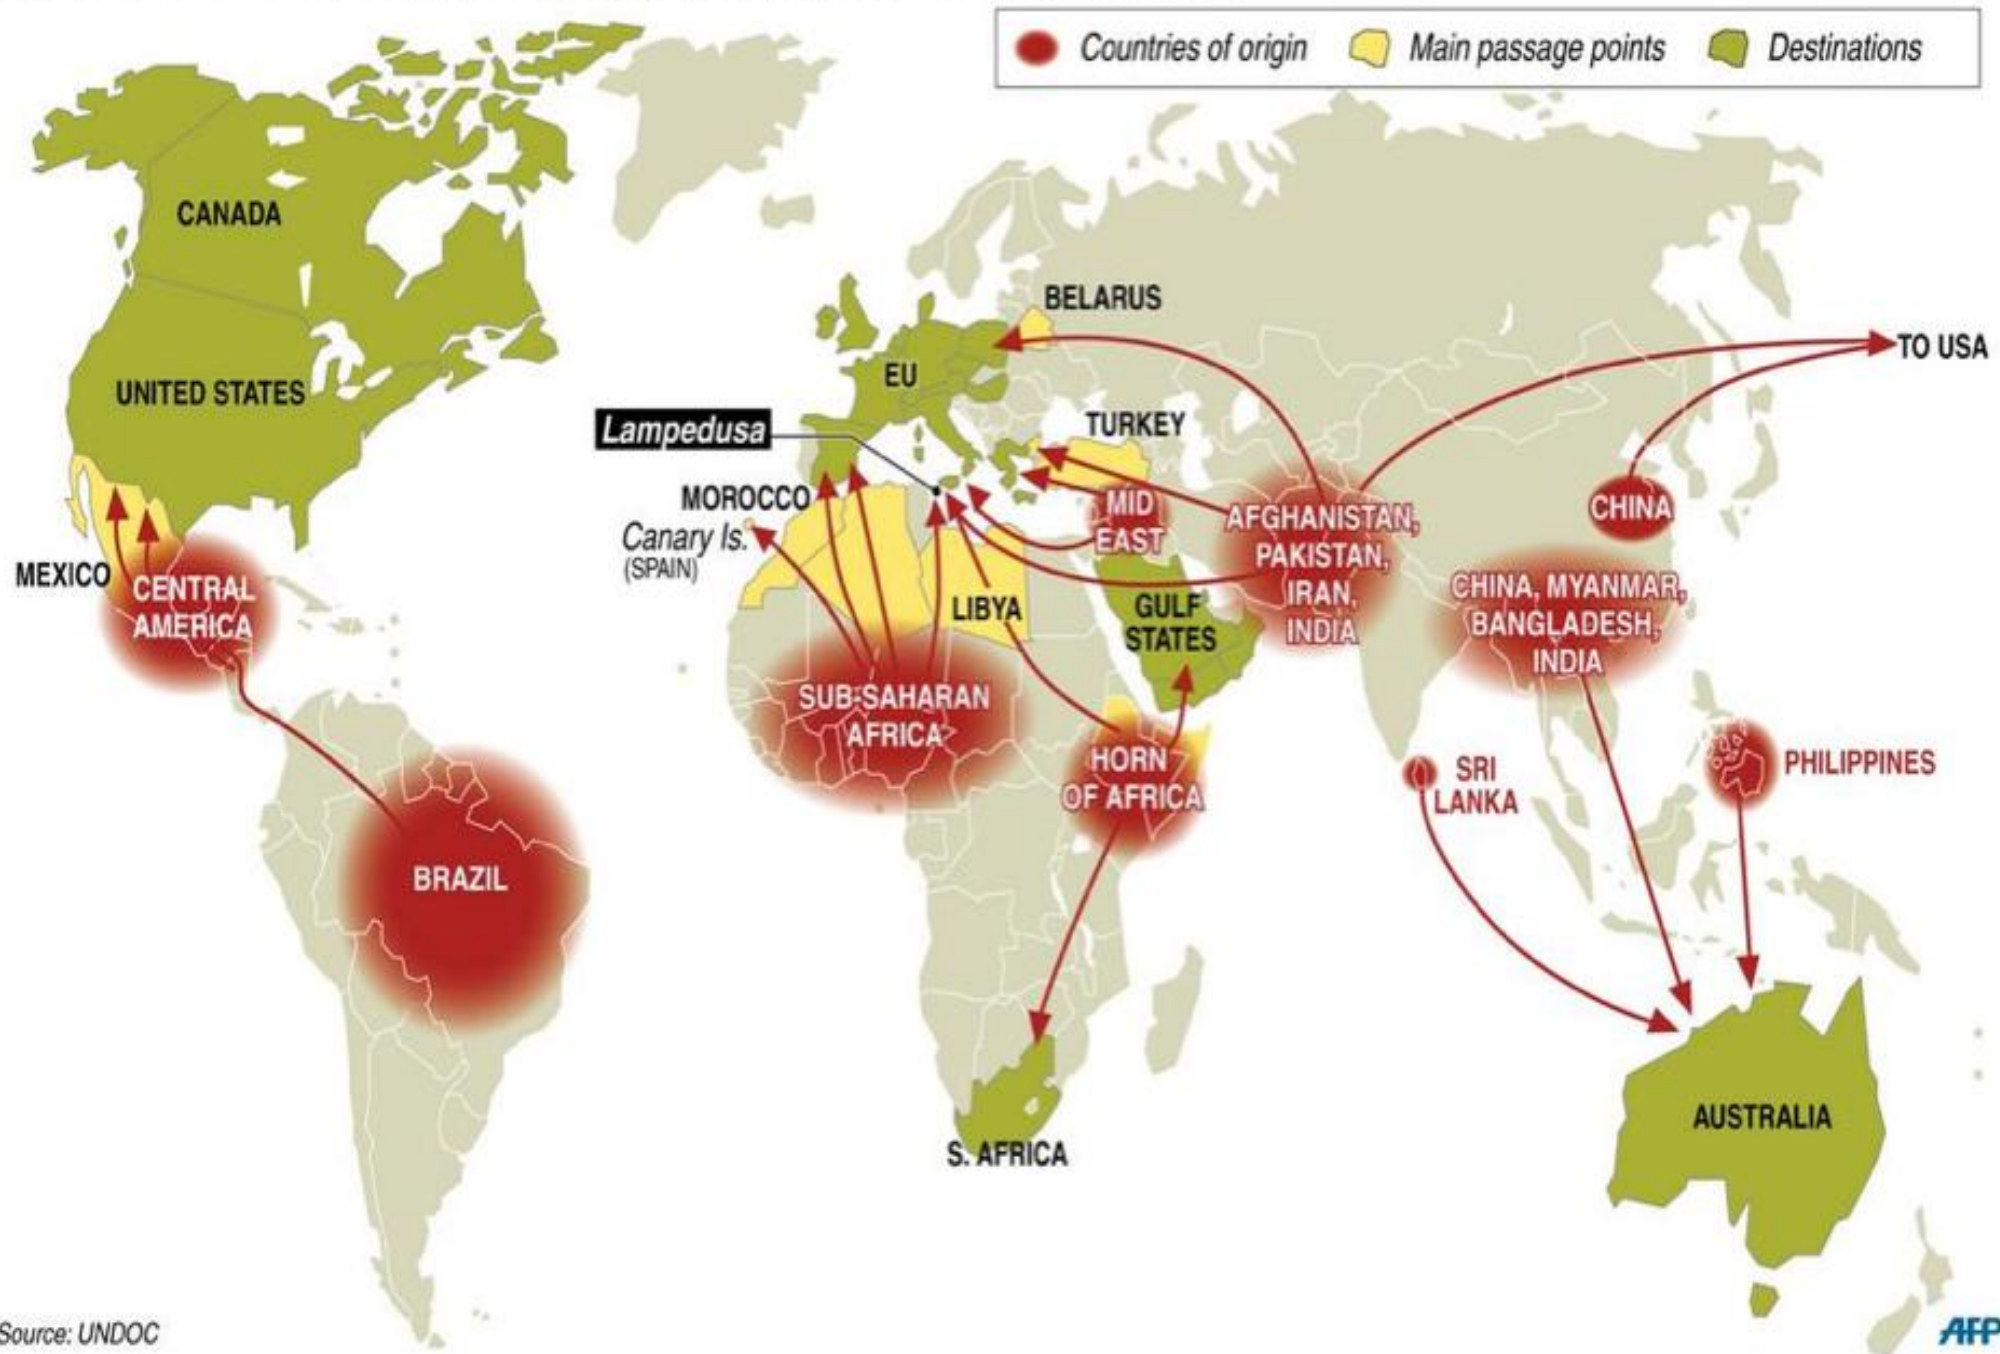 Countries of origin
Main passage points
Destinations
CANADA
UNITED STATES
MEXICO
CENTRAL
AMERICA
BRAZIL
BELARUS
EU
Lampedusa
TURKEY
MOROCCO
Canary Is.
(SPAIN)
MID
EAST
LIBYA
GULF
STATES
SUB-SAHARAN
AFRICA
HORN
OF AFRICA
S. AFRICA
AFGHANISTAN,
PAKISTAN,
IRAN,
INDIA
TO USA
CHINA
CHINA, MYANMAR,
BANGLADESH,
INDIA
SRI
LANKA
PHILIPPINES
AUSTRALIA
Source: UNDOC
AFP